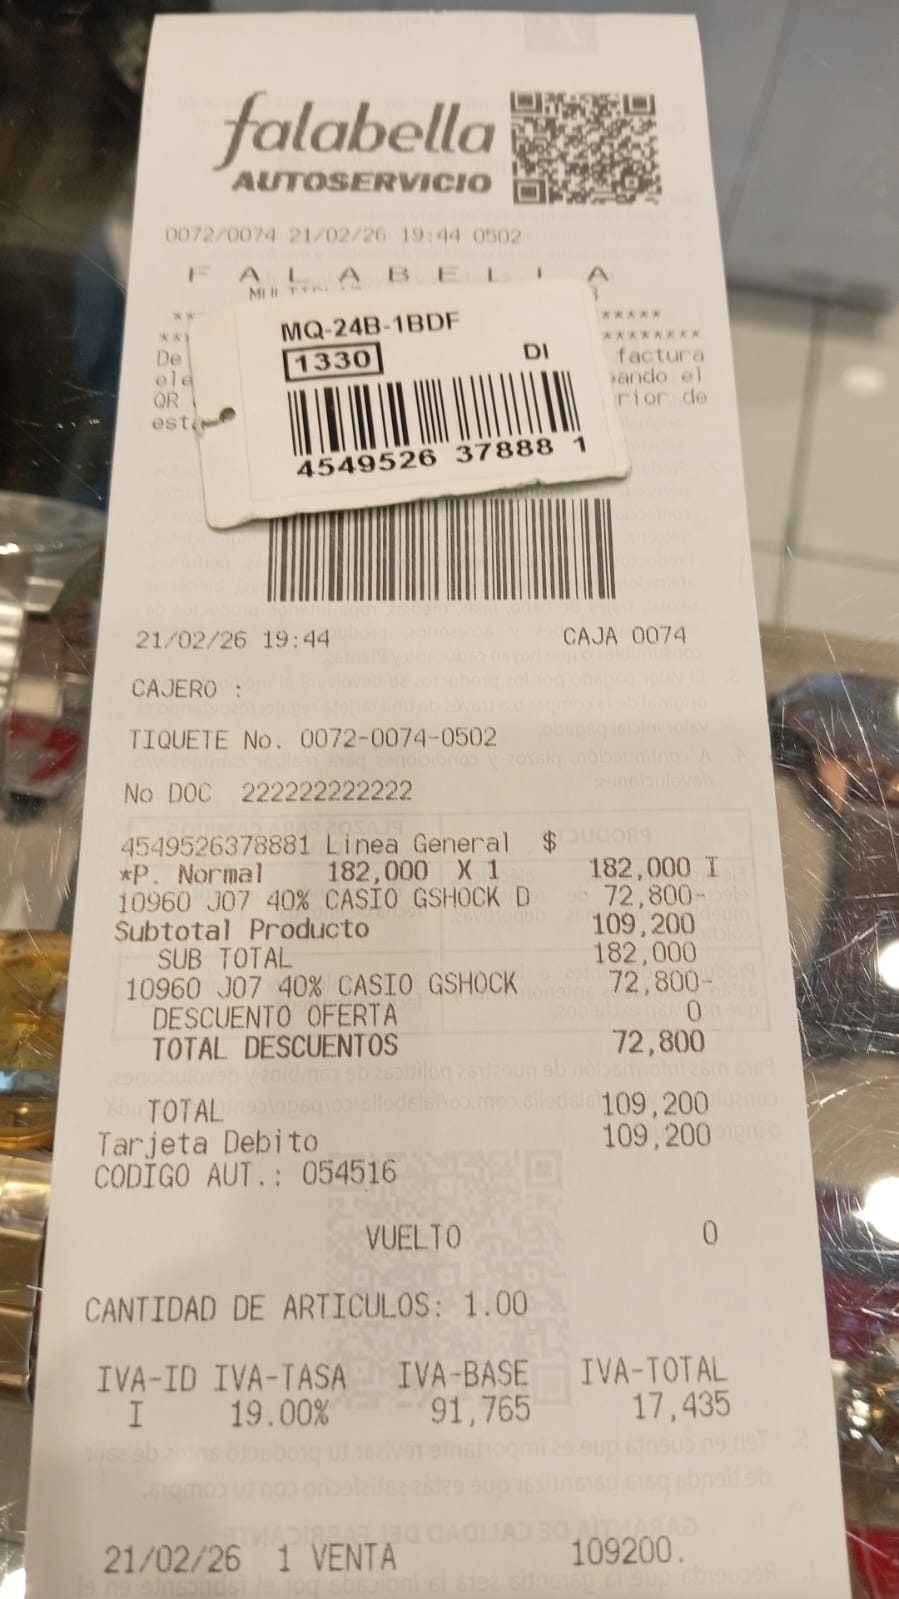 falabella
AUTOSERVICIO
0072/0074 21/02/26 19:44 0502
F A L A B E L L A
MQ-24B-1BDF
1330
DI
4549526 37888 1
*****
********
De factura
ele ando el
QR rior de
est
21/02/26 19:44 CAJA 0074
CAJERO :
TIQUETE No. 0072-0074-0502
No DOC 222222222222
4549526378881 Linea General $
*P. Normal 182,000 X 1 182,000 I
10960 J07 40% CASIO GSHOCK D 72,800-
Subtotal Producto 109,200
SUB TOTAL 182,000
10960 J07 40% CASIO GSHOCK 72,800-
DESCUENTO OFERTA 0
TOTAL DESCUENTOS 72,800
TOTAL 109,200
Tarjeta Debito 109,200
CODIGO AUT.: 054516
VUELTO 0
CANTIDAD DE ARTICULOS: 1.00
IVA-ID IVA-TASA IVA-BASE IVA-TOTAL
I 19.00% 91,765 17,435
21/02/26 1 VENTA 109200.